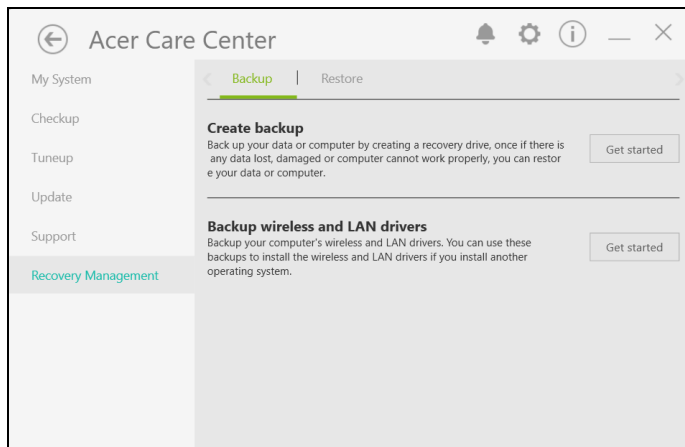 Acer Care Center
My System
Checkup
Tuneup
Update
Support
Recovery Management
Backup
Restore
Create backup
Back up your data or computer by creating a recovery drive, once if there is
any data lost, damaged or computer cannot work properly, you can restor
e your data or computer.
Get started
Backup wireless and LAN drivers
Backup your computer's wireless and LAN drivers. You can use these
backups to install the wireless and LAN drivers if you install another
operating system.
Get started